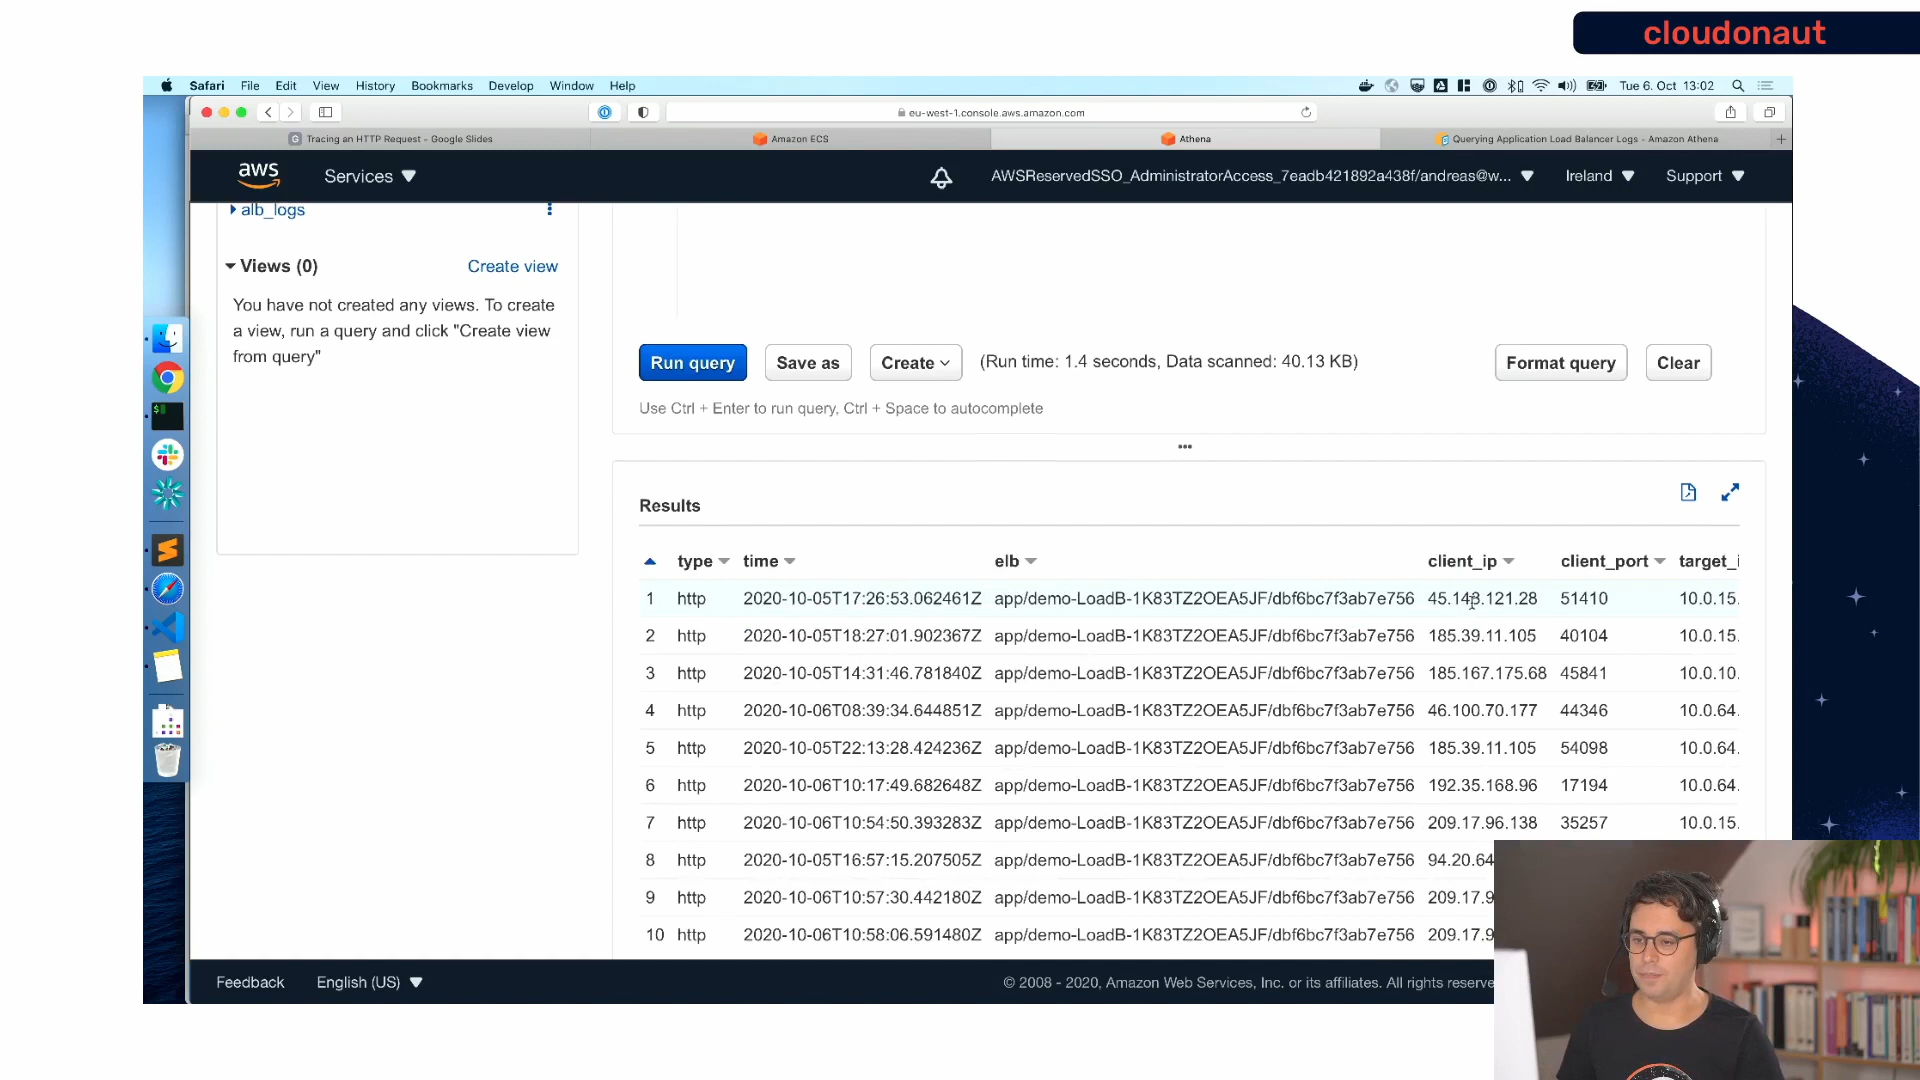 cloudonaut
Safari File Edit View History Bookmarks Develop Window Help
Tue 6. Oct 13:02
eu-west-1.console.aws.amazon.com
Tracing an HTTP Request - Google Slides
Amazon ECS
Athena
Querying Application Load Balancer Logs - Amazon Athena
aws
Services
AWSReservedSSO_AdministratorAccess_7eadb421892a438f/andreas@w...
Ireland
Support
alb_logs
Views (0)
Create view
You have not created any views. To create
a view, run a query and click "Create view
from query"
Run query
Save as
Create
(Run time: 1.4 seconds, Data scanned: 40.13 KB)
Format query
Clear
Use Ctrl + Enter to run query, Ctrl + Space to autocomplete
Results
type time elb client_ip client_port target_i
1 http 2020-10-05T17:26:53.062461Z app/demo-LoadB-1K83TZ2OEA5JF/dbf6bc7f3ab7e756 45.143.121.28 51410 10.0.15.
2 http 2020-10-05T18:27:01.902367Z app/demo-LoadB-1K83TZ2OEA5JF/dbf6bc7f3ab7e756 185.39.11.105 40104 10.0.15.
3 http 2020-10-05T14:31:46.781840Z app/demo-LoadB-1K83TZ2OEA5JF/dbf6bc7f3ab7e756 185.167.175.68 45841 10.0.10.
4 http 2020-10-06T08:39:34.644851Z app/demo-LoadB-1K83TZ2OEA5JF/dbf6bc7f3ab7e756 46.100.70.177 44346 10.0.64.
5 http 2020-10-05T22:13:28.424236Z app/demo-LoadB-1K83TZ2OEA5JF/dbf6bc7f3ab7e756 185.39.11.105 54098 10.0.64.
6 http 2020-10-06T10:17:49.682648Z app/demo-LoadB-1K83TZ2OEA5JF/dbf6bc7f3ab7e756 192.35.168.96 17194 10.0.64.
7 http 2020-10-06T10:54:50.393283Z app/demo-LoadB-1K83TZ2OEA5JF/dbf6bc7f3ab7e756 209.17.96.138 35257 10.0.15.
8 http 2020-10-05T16:57:15.207505Z app/demo-LoadB-1K83TZ2OEA5JF/dbf6bc7f3ab7e756 94.20.64
9 http 2020-10-06T10:57:30.442180Z app/demo-LoadB-1K83TZ2OEA5JF/dbf6bc7f3ab7e756 209.17.9
10 http 2020-10-06T10:58:06.591480Z app/demo-LoadB-1K83TZ2OEA5JF/dbf6bc7f3ab7e756 209.17.9
Feedback
English (US)
© 2008 - 2020, Amazon Web Services, Inc. or its affiliates. All rights reserve